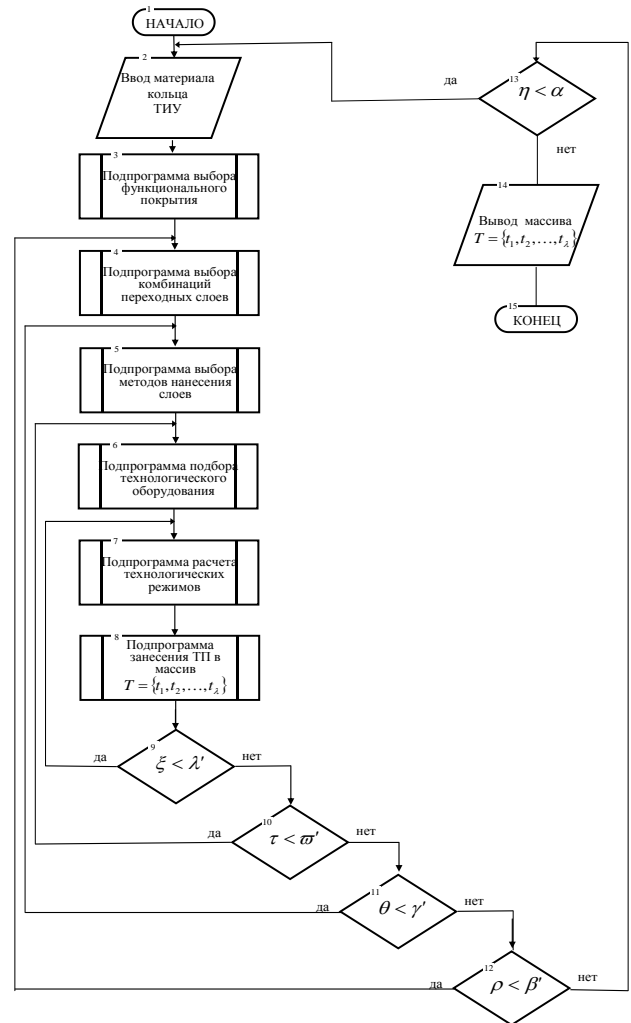 1
НАЧАЛО
2
Ввод материала
кольца
ТИУ
3
Подпрограмма выбора
функционального
покрытия
4
Подпрограмма выбора
комбинаций
переходных слоев
5
Подпрограмма выбора
методов нанесения
слоев
6
Подпрограмма подбора
технологического
оборудования
7
Подпрограмма расчета
технологических
режимов
8
Подпрограмма
занесения ТП в
массив
T = {t₁, t₂, …, t_λ}
9
да
ξ < λ′
нет
10
да
τ < ϖ′
нет
11
да
θ < γ′
нет
12
да
ρ < β′
нет
13
да
η < α
нет
14
Вывод массива
T = {t₁, t₂, …, t_λ}
15
КОНЕЦ